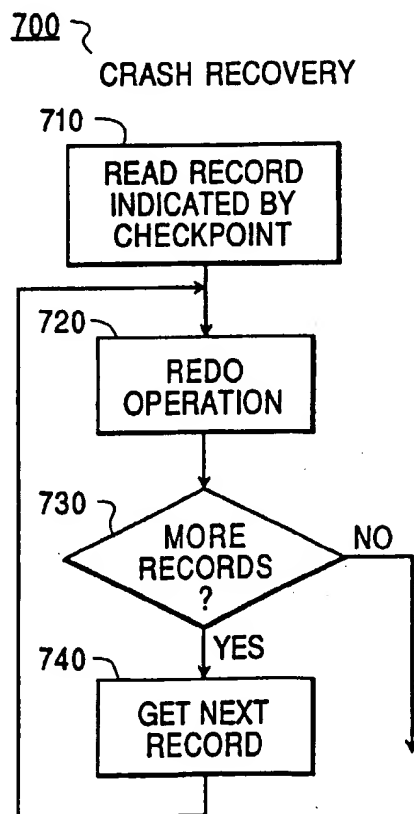 700
CRASH RECOVERY
710
READ RECORD
INDICATED BY
CHECKPOINT
720
REDO
OPERATION
730
MORE
RECORDS
?
NO
YES
740
GET NEXT
RECORD